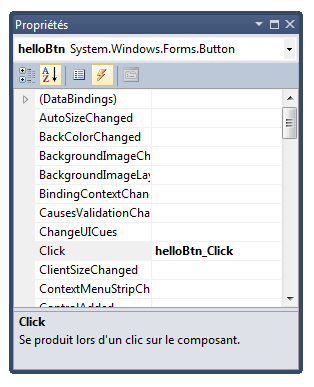 Propriétés
helloBtn System.Windows.Forms.Button
(DataBindings)
AutoSizeChanged
BackColorChanged
BackgroundImageCh
BackgroundImageLay
BindingContextChan
CausesValidationCha
ChangeUICues
Click helloBtn_Click
ClientSizeChanged
ContextMenuStripCh
ControlAdded
Click
Se produit lors d'un clic sur le composant.